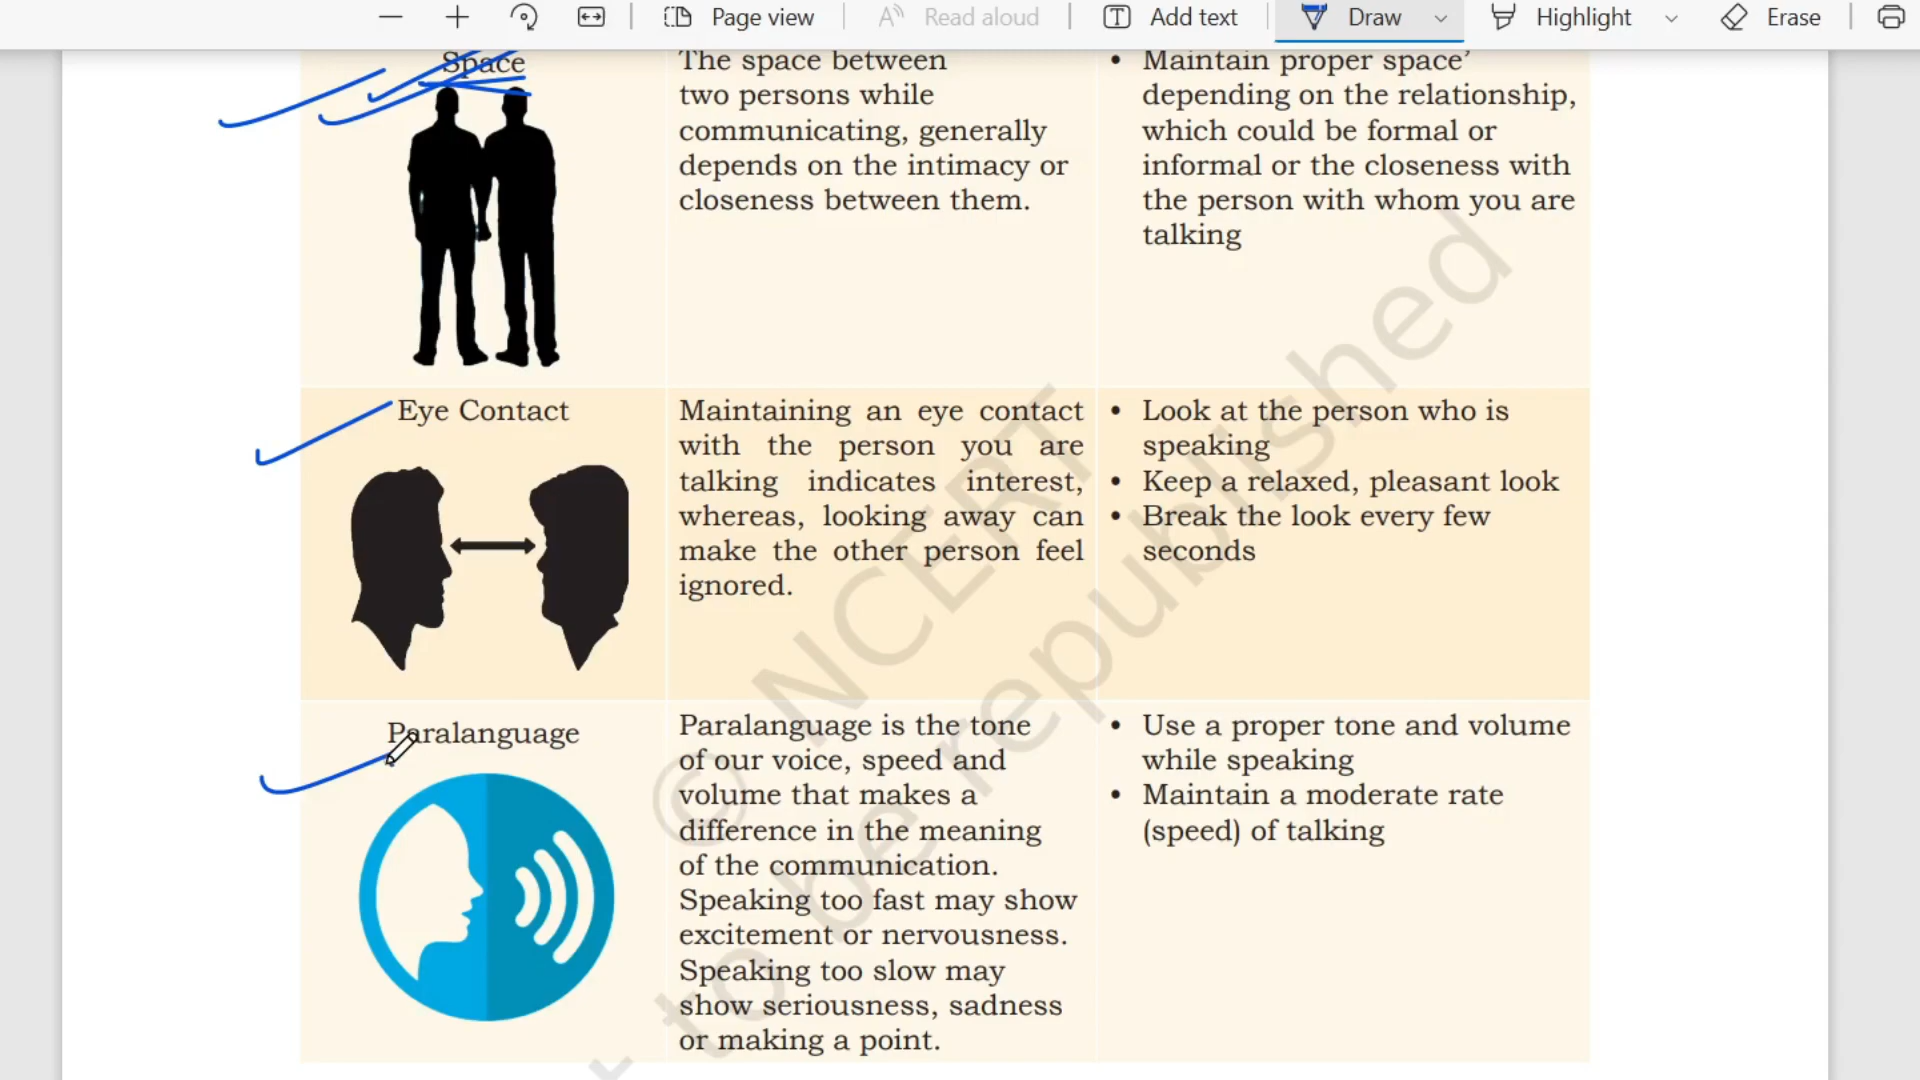 Page view
Read aloud
Add text
Draw
Highlight
Erase
Space
The space between
two persons while
communicating, generally
depends on the intimacy or
closeness between them.
• Maintain proper space’
depending on the relationship,
which could be formal or
informal or the closeness with
the person with whom you are
talking
Eye Contact
Maintaining an eye contact
with the person you are
talking indicates interest,
whereas, looking away can
make the other person feel
ignored.
• Look at the person who is
speaking
• Keep a relaxed, pleasant look
• Break the look every few
seconds
Paralanguage
Paralanguage is the tone
of our voice, speed and
volume that makes a
difference in the meaning
of the communication.
Speaking too fast may show
excitement or nervousness.
Speaking too slow may
show seriousness, sadness
or making a point.
• Use a proper tone and volume
while speaking
• Maintain a moderate rate
(speed) of talking
© NCERT
to be republished